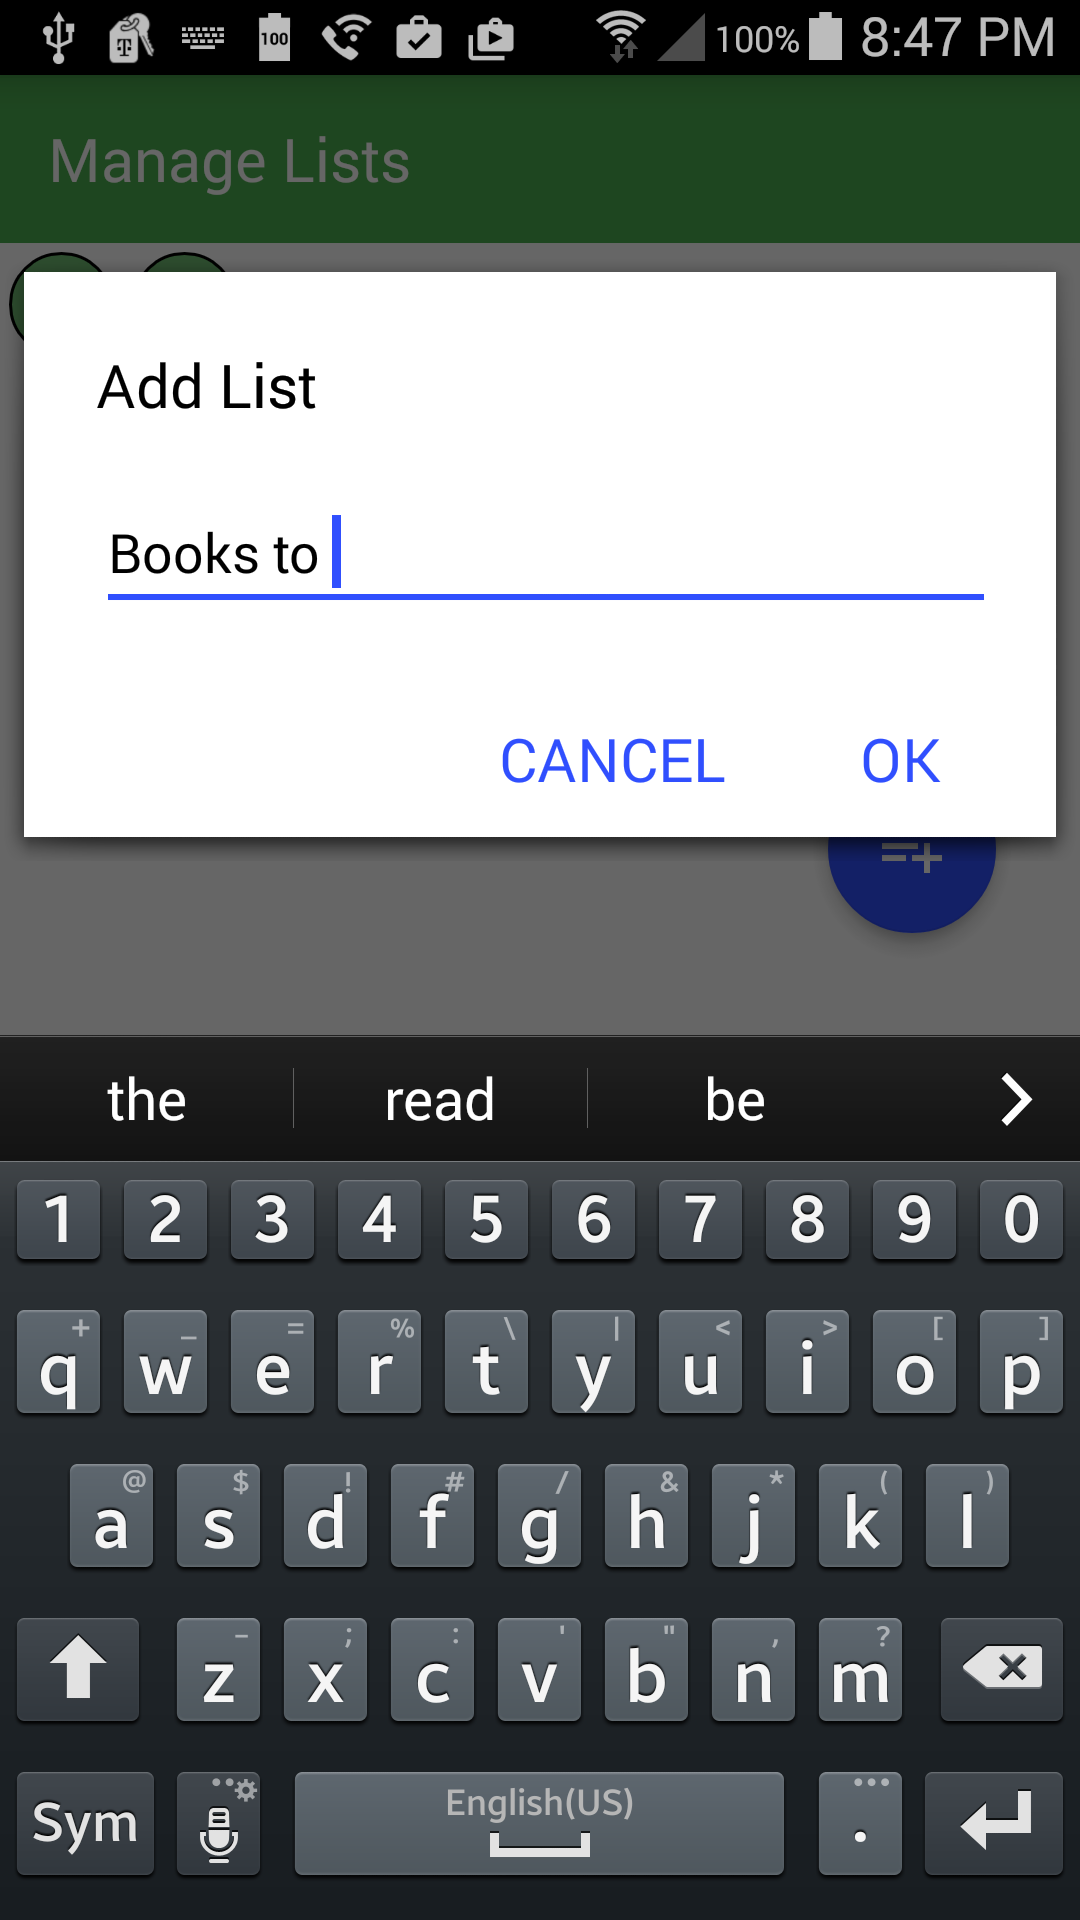 100 100% 8:47 PM
Manage Lists
Add List
Books to
CANCEL OK
the read be
1 2 3 4 5 6 7 8 9 0
+ _ = % \ | < > [ ]
q w e r t y u i o p
@ $ ! # / & * ( )
a s d f g h j k l
- ; : ' " , ?
z x c v b n m
Sym English(US) .